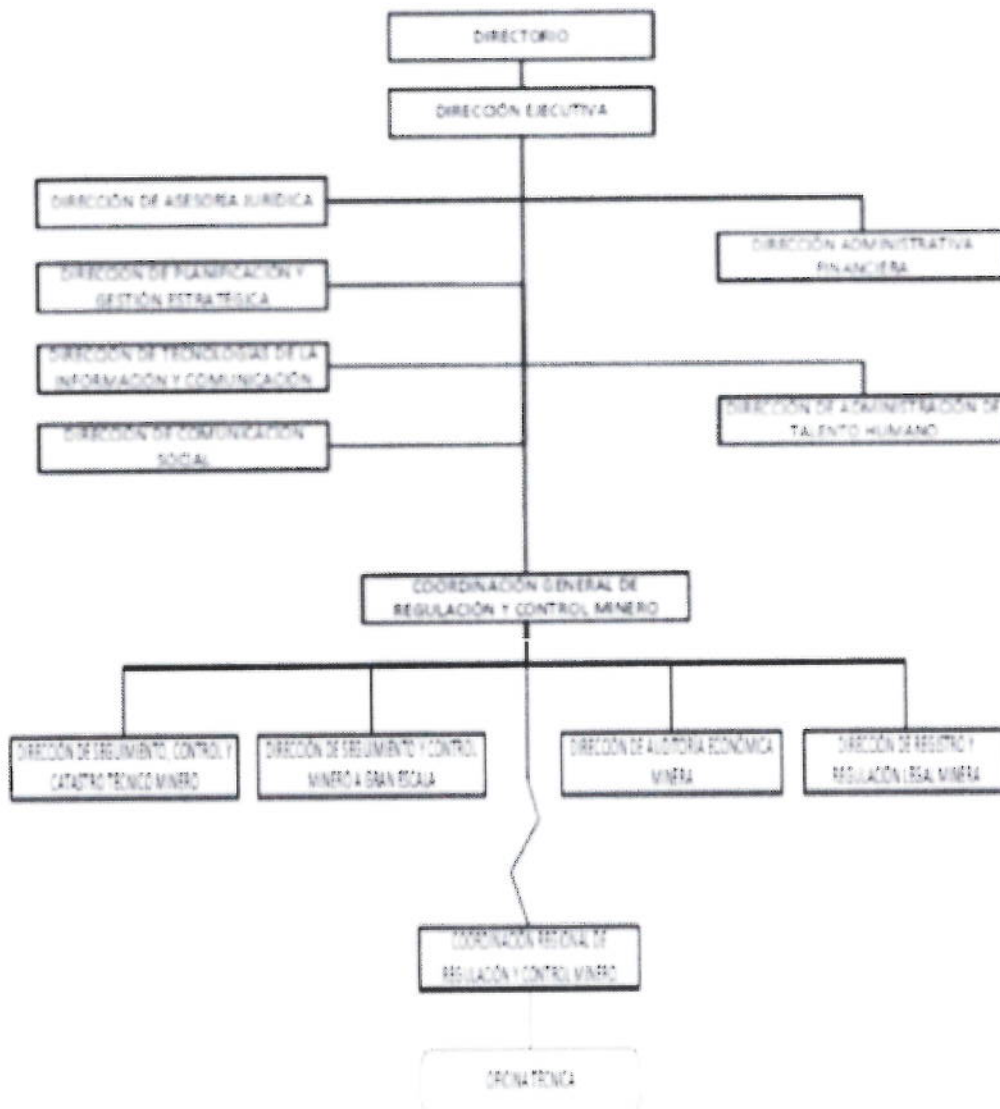 DIRECTORIO
DIRECCIÓN EJECUTIVA
DIRECCIÓN DE ASESORÍA JURÍDICA
DIRECCIÓN ADMINISTRATIVA
FINANCIERA
DIRECCIÓN DE PLANIFICACIÓN Y
GESTIÓN ESTRATÉGICA
DIRECCIÓN DE TECNOLOGÍAS DE LA
INFORMACIÓN Y COMUNICACIÓN
DIRECCIÓN DE ADMINISTRACIÓN DE
TALENTO HUMANO
DIRECCIÓN DE COMUNICACIÓN
SOCIAL
COORDINACIÓN GENERAL DE
REGULACIÓN Y CONTROL MINERO
DIRECCIÓN DE SEGUIMIENTO, CONTROL Y
CATASTRO TÉCNICO MINERO
DIRECCIÓN DE SEGUIMIENTO Y CONTROL
MINERO A GRAN ESCALA
DIRECCIÓN DE AUDITORÍA ECONÓMICA
MINERA
DIRECCIÓN DE REGISTRO Y
REGULACIÓN LEGAL MINERA
COORDINACIÓN REGIONAL DE
REGULACIÓN Y CONTROL MINERO
OFICINA TÉCNICA